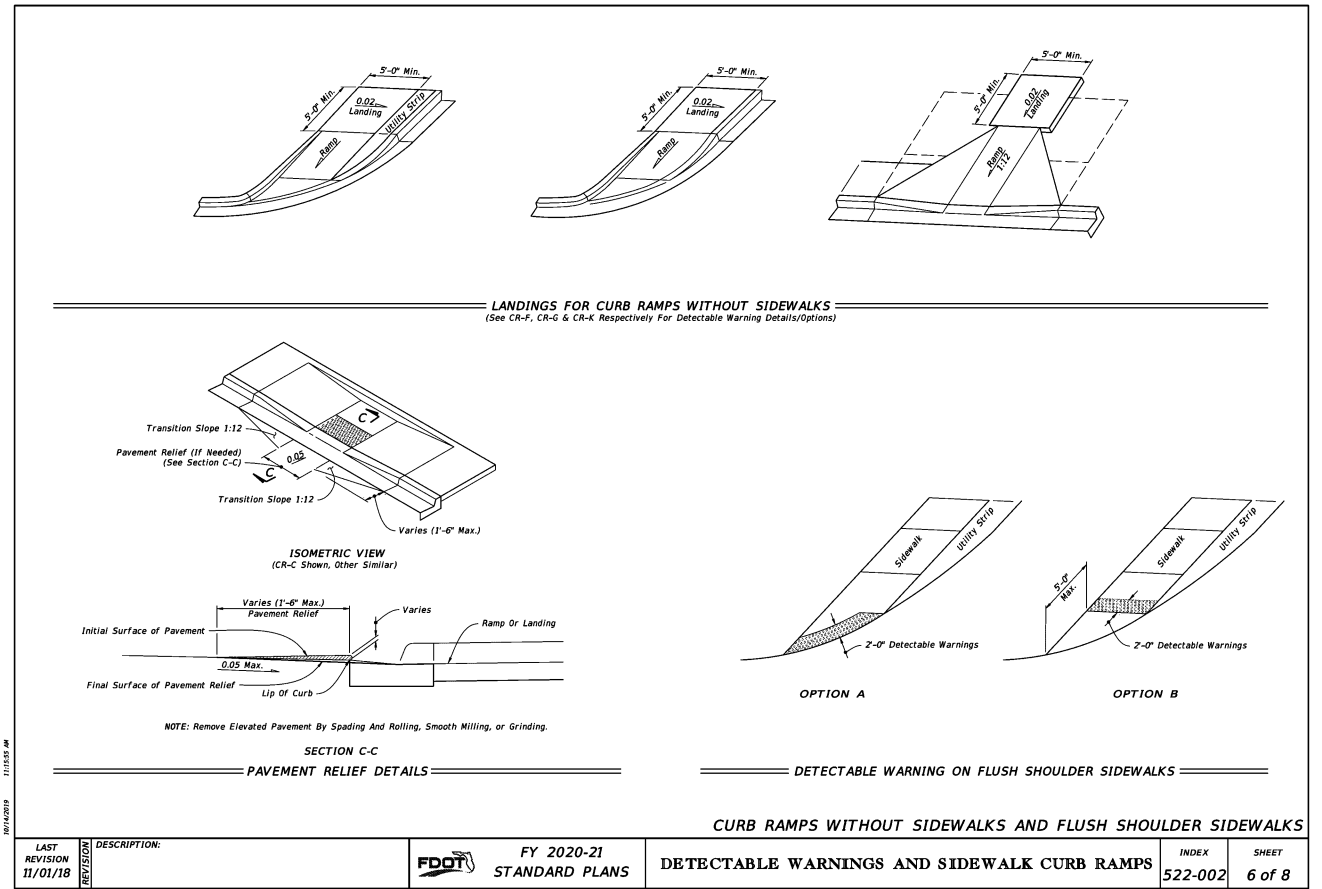 5'-0" Min.
5'-0" Min.
0.02
Landing
Utility Strip
Ramp
5'-0" Min.
5'-0" Min.
0.02
Landing
Ramp
5'-0" Min.
5'-0" Min.
0.02
Landing
Ramp
1:12
LANDINGS FOR CURB RAMPS WITHOUT SIDEWALKS
(See CR-F, CR-G & CR-K Respectively For Detectable Warning Details/Options)
C
Transition Slope 1:12
Pavement Relief (If Needed)
(See Section C-C)
0.05
C
Transition Slope 1:12
Varies (1'-6" Max.)
ISOMETRIC VIEW
(CR-C Shown, Other Similar)
Varies (1'-6" Max.)
Pavement Relief
Varies
Initial Surface of Pavement
Ramp Or Landing
0.05 Max.
Final Surface of Pavement Relief
Lip Of Curb
NOTE: Remove Elevated Pavement By Spading And Rolling, Smooth Milling, or Grinding.
SECTION C-C
PAVEMENT RELIEF DETAILS
Sidewalk
Utility Strip
2'-0" Detectable Warnings
OPTION A
Sidewalk
Utility Strip
5'-0"
Max.
2'-0" Detectable Warnings
OPTION B
DETECTABLE WARNING ON FLUSH SHOULDER SIDEWALKS
CURB RAMPS WITHOUT SIDEWALKS AND FLUSH SHOULDER SIDEWALKS
10/14/2019 11:15:55 AM
LAST
REVISION
11/01/18
REVISION
DESCRIPTION:
FDOT
FY 2020-21
STANDARD PLANS
DETECTABLE WARNINGS AND SIDEWALK CURB RAMPS
INDEX
522-002
SHEET
6 of 8